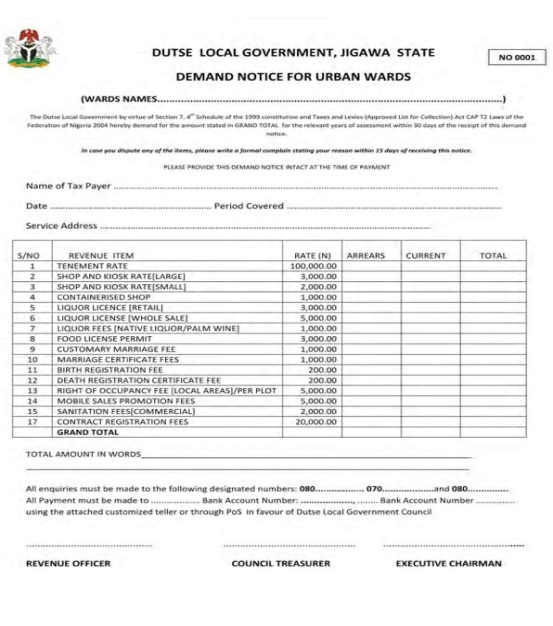 DUTSE LOCAL GOVERNMENT, JIGAWA STATE
NO 0001
DEMAND NOTICE FOR URBAN WARDS
(WARDS NAMES..............................................................................................................)
The Dutse Local Government by virtue of Section 7, 4th Schedule of the 1999 constitution and Taxes and Levies (Approved List for Collection) Act CAP T2 Laws of the
Federation of Nigeria 2004 hereby demand for the amount stated in GRAND TOTAL for the relevant years of assessment within 30 days of the receipt of this demand
notice.
In case you dispute any of the items, please write a formal complain stating your reason within 15 days of receiving this notice.
PLEASE PROVIDE THIS DEMAND NOTICE INTACT AT THE TIME OF PAYMENT
Name of Tax Payer ..............................................................................................................
Date ...................................................... Period Covered ......................................................................
Service Address ..............................................................................................................
S/NO REVENUE ITEM RATE (N) ARREARS CURRENT TOTAL
1 TENEMENT RATE 100,000.00
2 SHOP AND KIOSK RATE[LARGE] 3,000.00
3 SHOP AND KIOSK RATE[SMALL] 2,000.00
4 CONTAINERISED SHOP 1,000.00
5 LIQUOR LICENCE [RETAIL] 3,000.00
6 LIQUOR LICENSE [WHOLE SALE] 5,000.00
7 LIQUOR FEES [NATIVE LIQUOR/PALM WINE] 1,000.00
8 FOOD LICENSE PERMIT 3,000.00
9 CUSTOMARY MARRIAGE FEE 1,000.00
10 MARRIAGE CERTIFICATE FEES 1,000.00
11 BIRTH REGISTRATION FEE 200.00
12 DEATH REGISTRATION CERTIFICATE FEE 200.00
13 RIGHT OF OCCUPANCY FEE [LOCAL AREAS]/PER PLOT 5,000.00
14 MOBILE SALES PROMOTION FEES 5,000.00
15 SANITATION FEES[COMMERCIAL] 2,000.00
17 CONTRACT REGISTRATION FEES 20,000.00
GRAND TOTAL
TOTAL AMOUNT IN WORDS______________________________
All enquiries must be made to the following designated numbers: 080................ 070..................and 080..............
All Payment must be made to ................ Bank Account Number: .................., ........ Bank Account Number ..............
using the attached customized teller or through PoS in favour of Dutse Local Government Council
REVENUE OFFICER COUNCIL TREASURER EXECUTIVE CHAIRMAN